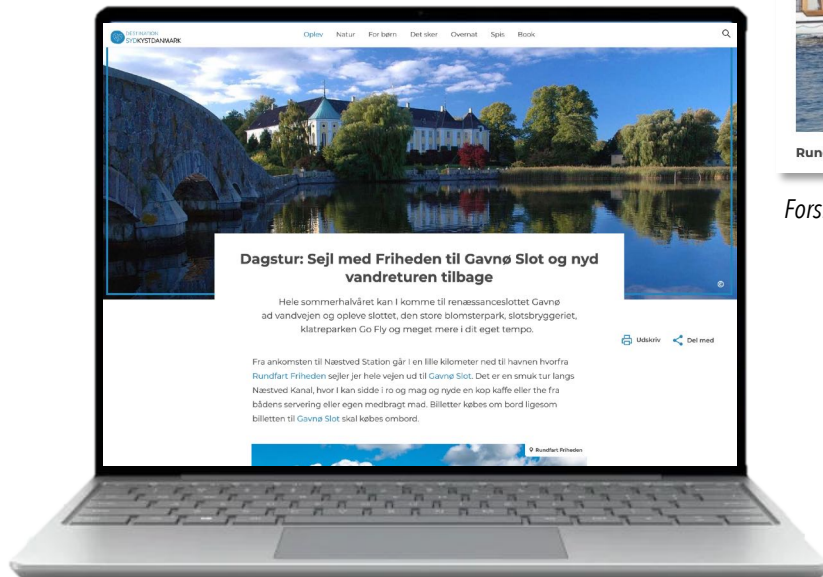 DESTINATION
SYDKYSTDANMARK
Oplev Natur For børn Det sker Overnat Spis Book
Dagstur: Sejl med Friheden til Gavnø Slot og nyd
vandreturen tilbage
©
Hele sommerhalvåret kan I komme til renæssanceslottet Gavnø
ad vandvejen og opleve slottet, den store blomsterpark, slotsbryggeriet,
klatreparken Go Fly og meget mere i dit eget tempo.
Udskriv Del med
Fra ankomsten til Næstved Station går I en lille kilometer ned til havnen hvorfra
Rundfart Friheden sejler jer hele vejen ud til Gavnø Slot. Det er en smuk tur langs
Næstved Kanal, hvor I kan sidde i ro og mag og nyde en kop kaffe eller the fra
bådens servering eller egen medbragt mad. Billetter købes om bord ligesom
billetten til Gavnø Slot skal købes ombord.
Rundfart Friheden